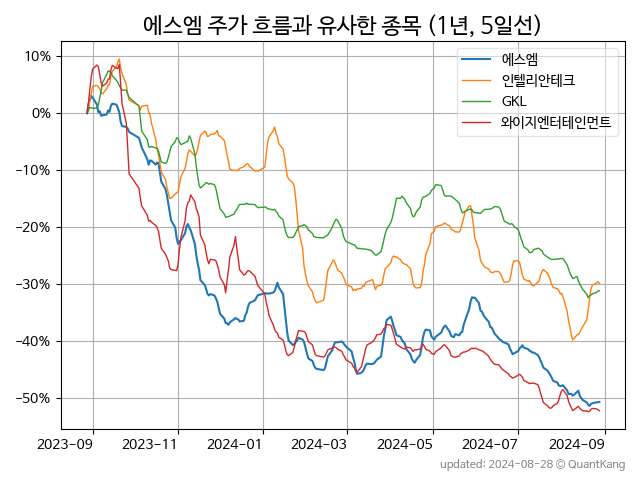 에스엠 주가 흐름과 유사한 종목 (1년, 5일선)
에스엠
인텔리안테크
GKL
와이지엔터테인먼트
10%
0%
−10%
−20%
−30%
−40%
−50%
2023-09
2023-11
2024-01
2024-03
2024-05
2024-07
2024-09
updated: 2024-08-28 © QuantKang